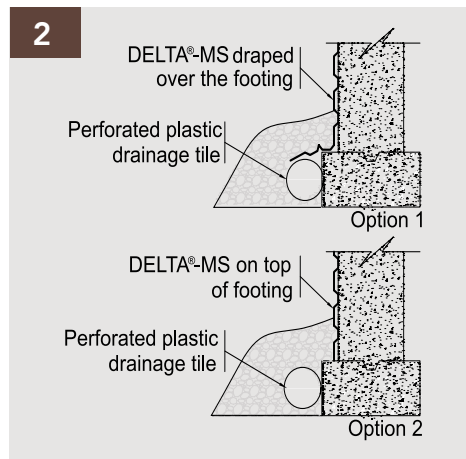 2
DELTA®-MS draped
over the footing
Perforated plastic
drainage tile
Option 1
DELTA®-MS on top
of footing
Perforated plastic
drainage tile
Option 2